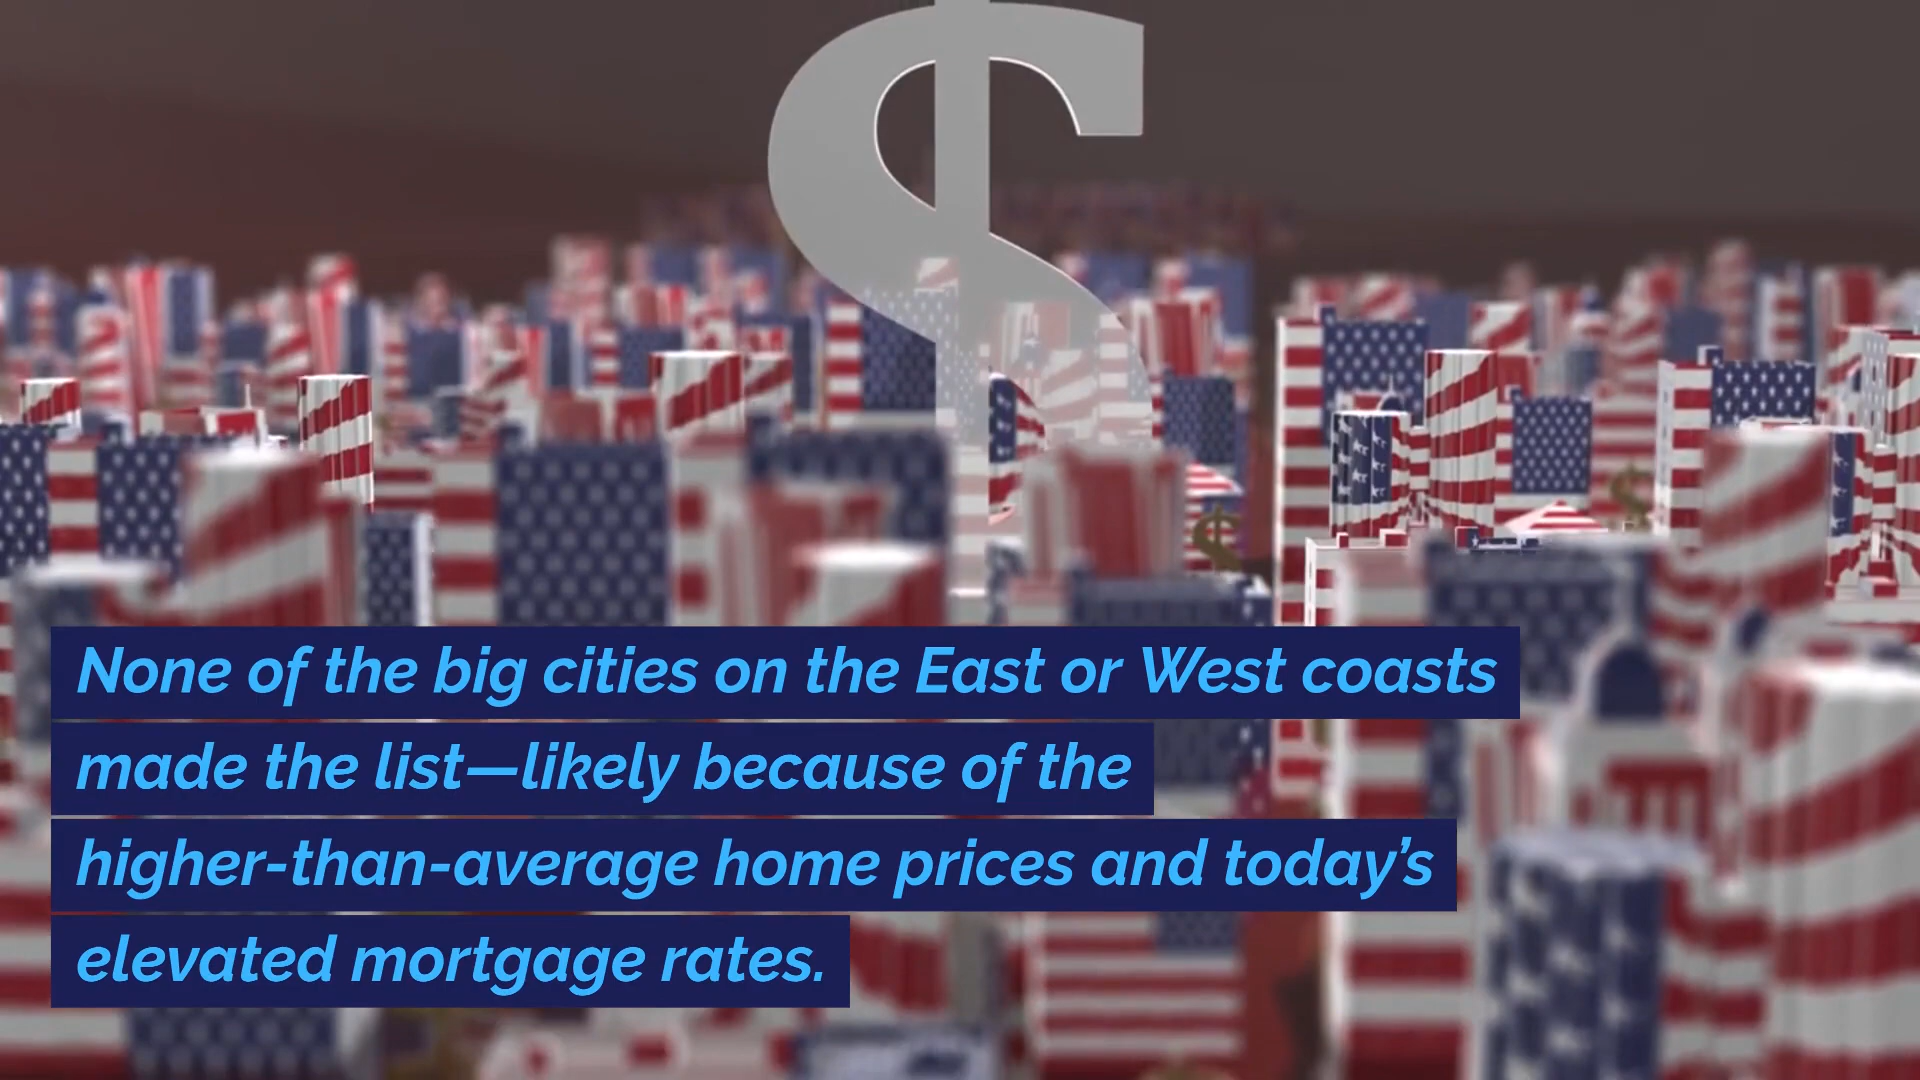 $
None of the big cities on the East or West coasts
made the list—likely because of the
higher-than-average home prices and today’s
elevated mortgage rates.